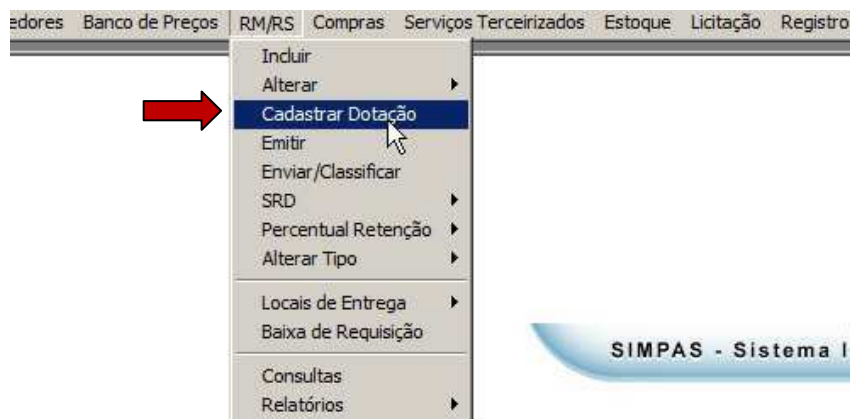 edores Banco de Preços RM/RS Compras Serviços Terceirizados Estoque Licitação Registro
Incluir
Alterar
Cadastrar Dotação
Emitir
Enviar/Classificar
SRD
Percentual Retenção
Alterar Tipo
Locais de Entrega
Baixa de Requisição
SIMPAS - Sistema I
Consultas
Relatórios